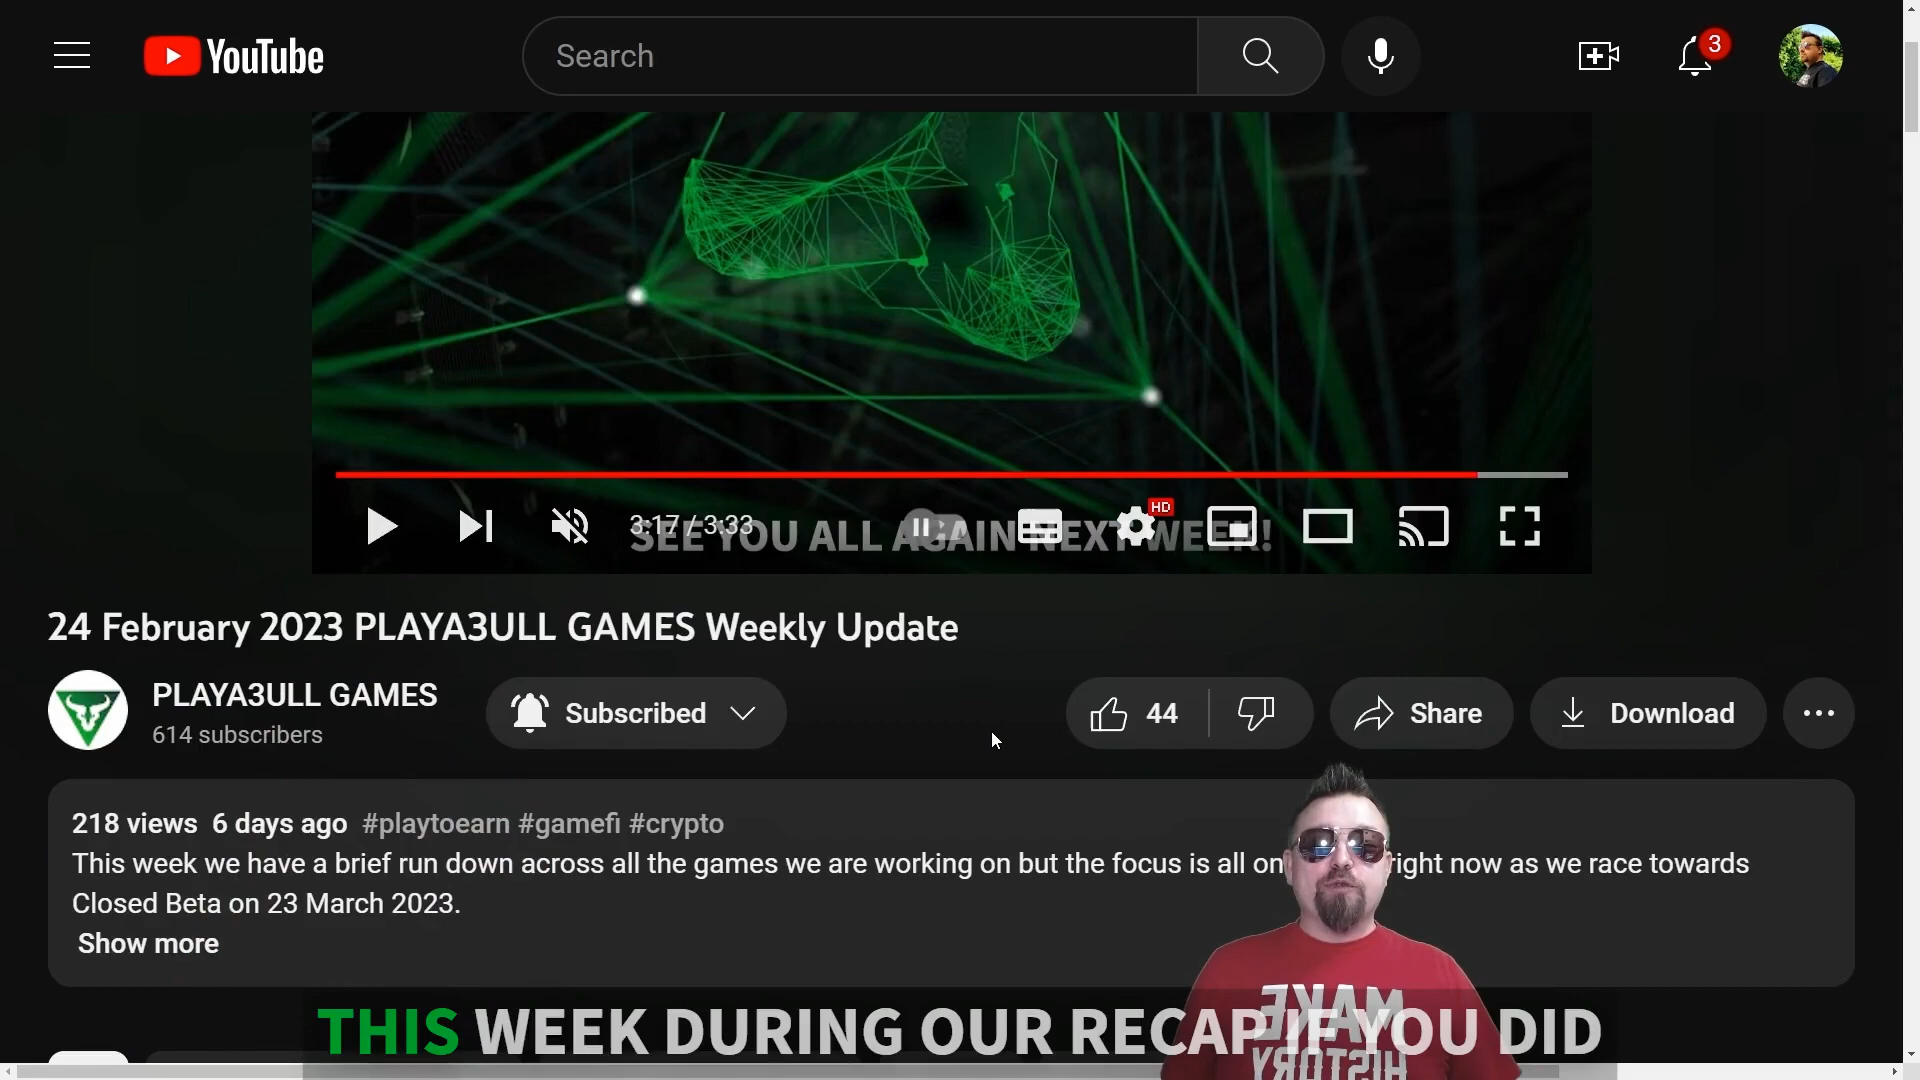 YouTube
Search
3
HD
3:17 / 3:33
SEE YOU ALL AGAIN NEXT WEEK!
24 February 2023 PLAYA3ULL GAMES Weekly Update
PLAYA3ULL GAMES
614 subscribers
Subscribed
44
Share
Download
218 views 6 days ago #playtoearn #gamefi #crypto
This week we have a brief run down across all the games we are working on but the focus is all on right now as we race towards
Closed Beta on 23 March 2023.
Show more
MAKE
HISTORY
THIS WEEK DURING OUR RECAP IF YOU DID